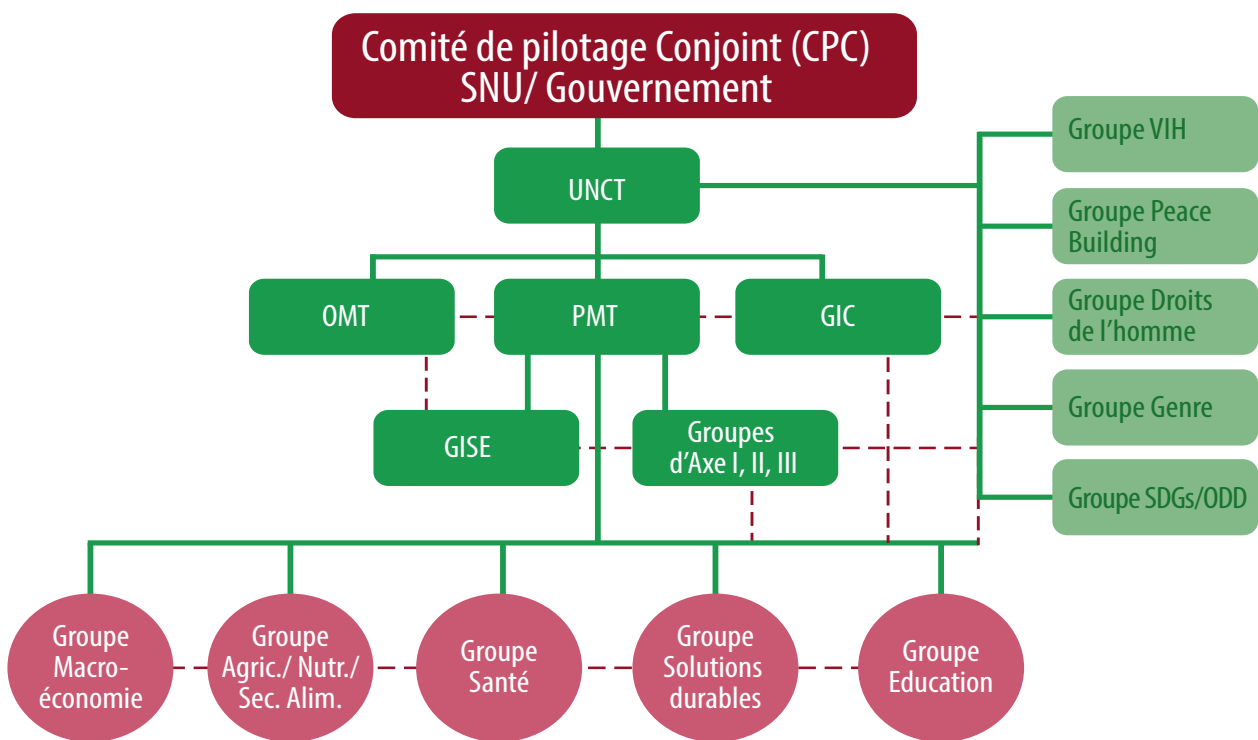 Comité de pilotage Conjoint (CPC)
SNU/ Gouvernement
UNCT
Groupe VIH
Groupe Peace
Building
Groupe Droits
de l'homme
Groupe Genre
Groupe SDGs/ODD
OMT
PMT
GIC
GISE
Groupes
d'Axe I, II, III
Groupe
Macro-
économie
Groupe
Agric./ Nutr./
Sec. Alim.
Groupe
Santé
Groupe
Solutions
durables
Groupe
Education